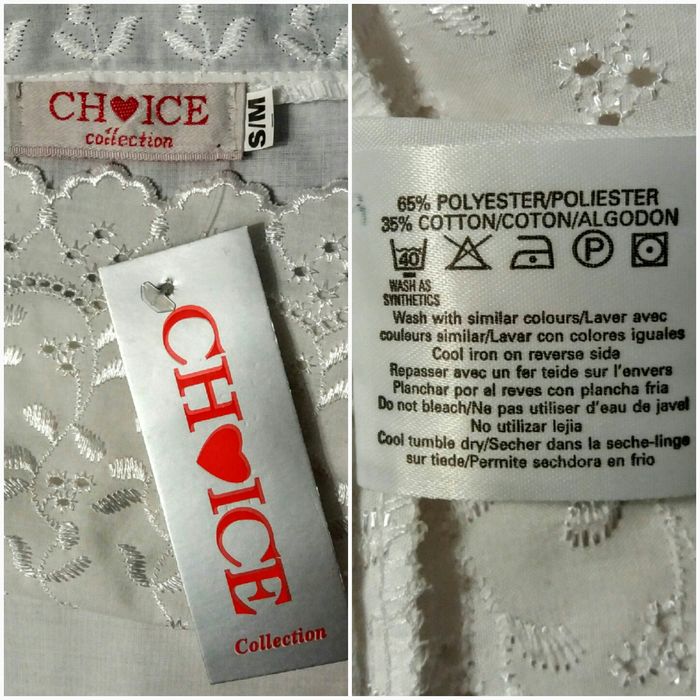 CH♥ICE
collection
S/M
CH♥ICE
Collection
65% POLYESTER/POLIESTER
35% COTTON/COTON/ALGODON
40
P
WASH AS
SYNTHETICS
Wash with similar colours/Laver avec
couleurs similar/Lavar con colores iguales
Cool iron on reverse side
Repasser avec un fer teide sur l'envers
Planchar por el reves con plancha fria
Do not bleach/Ne pas utiliser d'eau de javel
No utilizar lejia
Cool tumble dry/Secher dans la seche-linge
sur tiede/Permite sechdora en frio